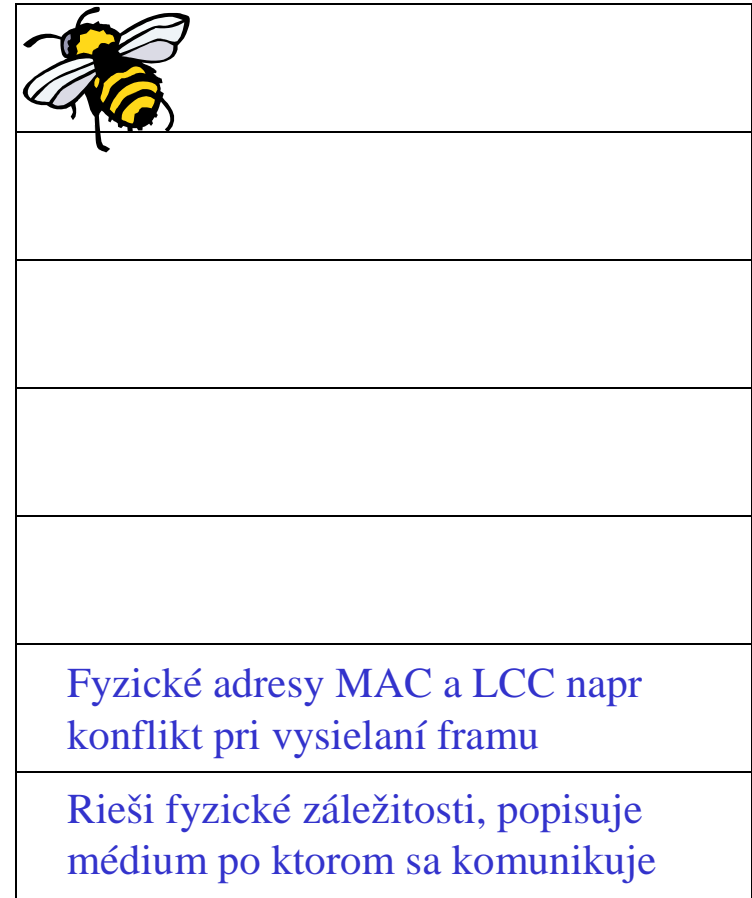 Fyzické adresy MAC a LCC napr
konflikt pri vysielaní framu
Rieši fyzické záležitosti, popisuje
médium po ktorom sa komunikuje